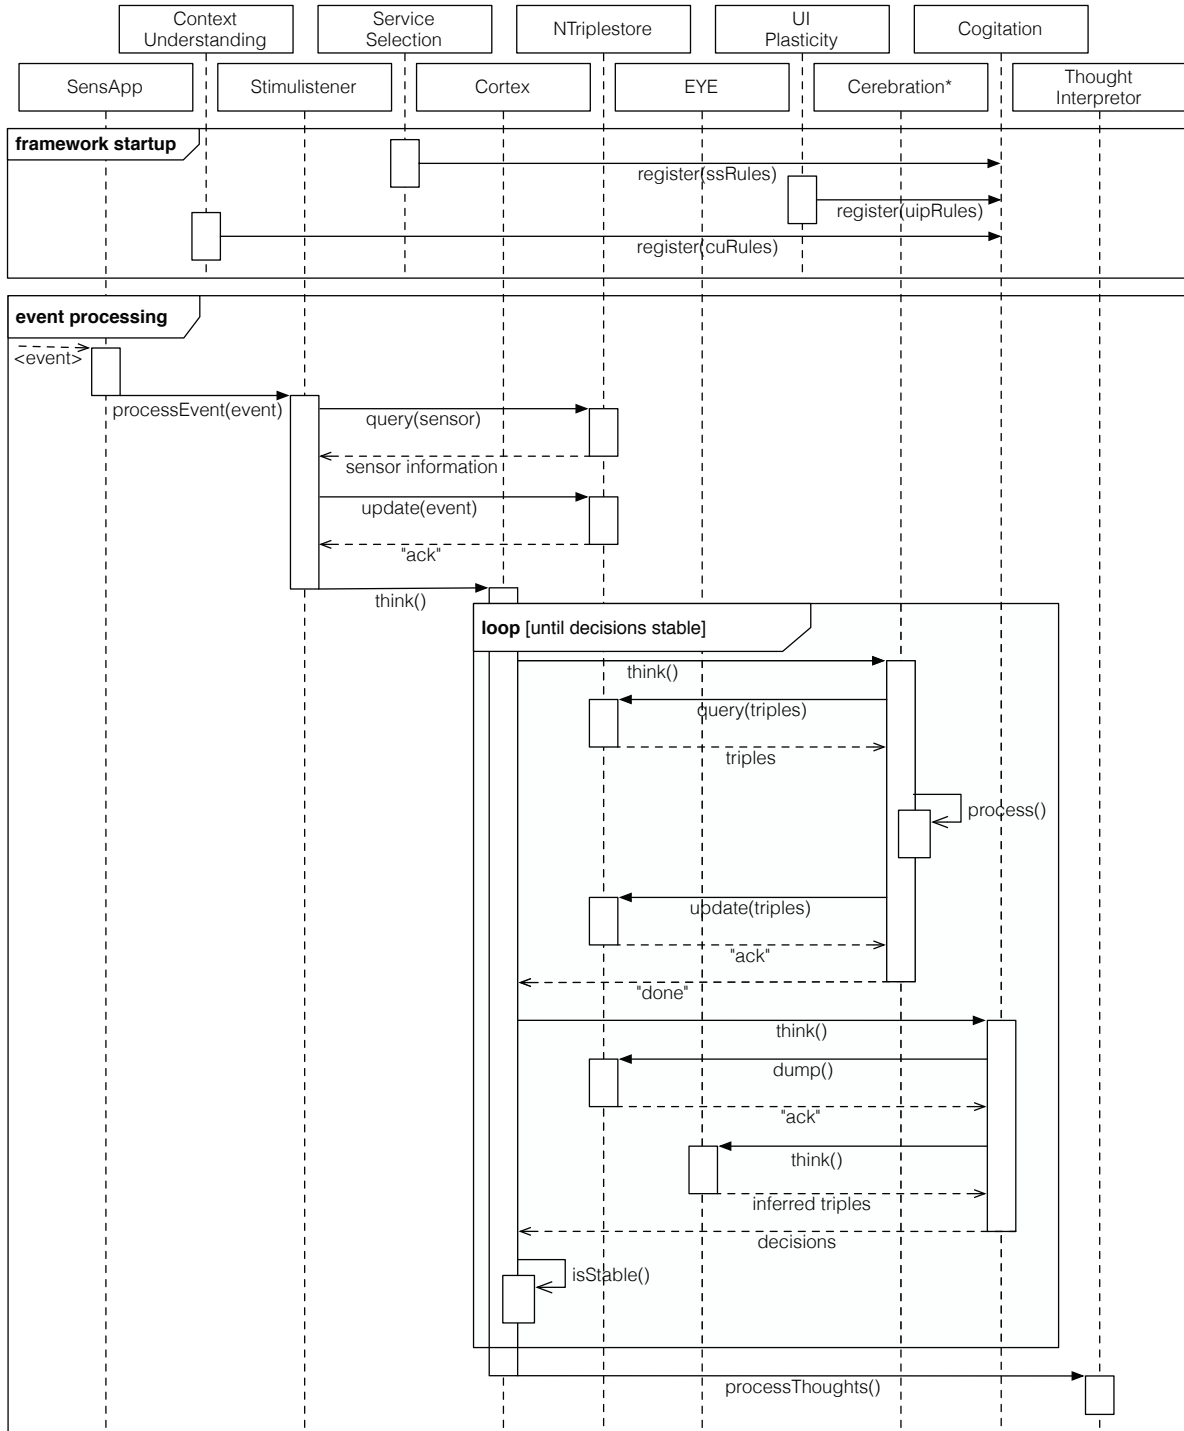 Context
Understanding
Service
Selection
NTriplestore
UI
Plasticity
Cogitation
SensApp
Stimulistener
Cortex
EYE
Cerebration*
Thought
Interpretor
framework startup
register(ssRules)
register(uipRules)
register(cuRules)
event processing
<event>
processEvent(event)
query(sensor)
sensor information
update(event)
"ack"
think()
loop [until decisions stable]
think()
query(triples)
triples
process()
update(triples)
"ack"
"done"
think()
dump()
"ack"
think()
inferred triples
decisions
isStable()
processThoughts()